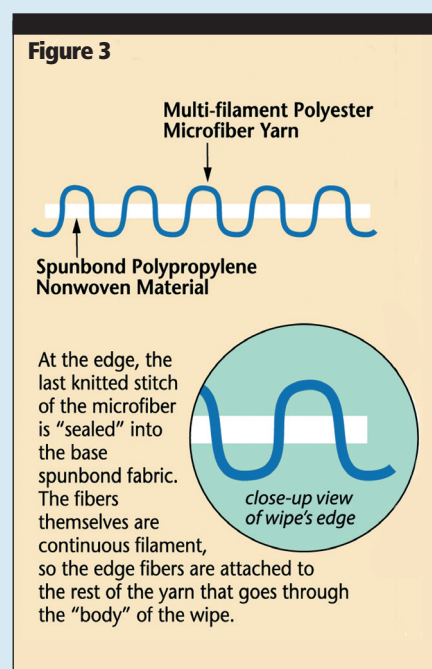 Figure 3
Multi-filament Polyester
Microfiber Yarn
Spunbond Polypropylene
Nonwoven Material
At the edge, the
last knitted stitch
of the microfiber
is “sealed” into
the base
spunbond fabric.
The fibers
themselves are
continuous filament,
so the edge fibers are attached to
the rest of the yarn that goes through
the “body” of the wipe.
close-up view
of wipe’s edge